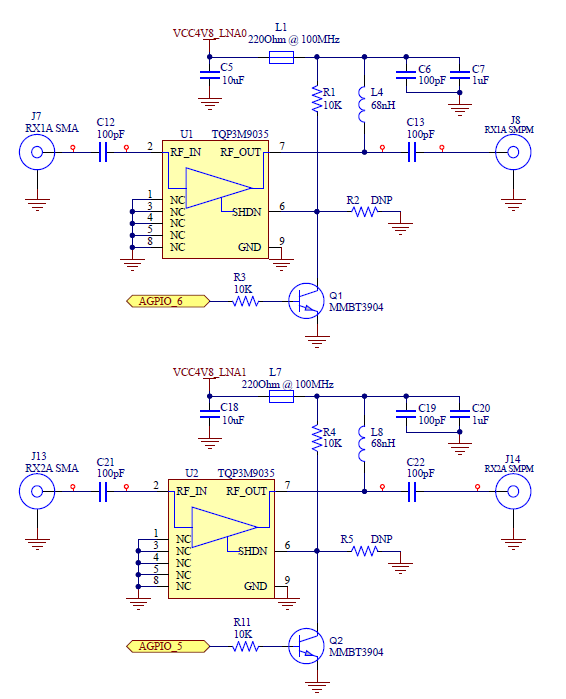 VCC4V8_LNA0
L1
220Ohm @ 100MHz
C5
10uF
R1
10K
L4
68nH
C6
100pF
C7
1uF
J7
RX1A SMA
C12
100pF
U1
TQP3M9035
C13
100pF
J8
RX1A SMPM
2
RF_IN
RF_OUT
7
1
NC
3
NC
4
NC
5
NC
8
NC
SHDN
6
GND
9
R2
DNP
AGPIO_6
R3
10K
Q1
MMBT3904
VCC4V8_LNA1
L7
220Ohm @ 100MHz
C18
10uF
R4
10K
L8
68nH
C19
100pF
C20
1uF
J13
RX2A SMA
C21
100pF
U2
TQP3M9035
C22
100pF
J14
RX2A SMPM
2
RF_IN
RF_OUT
7
1
NC
3
NC
4
NC
5
NC
8
NC
SHDN
6
GND
9
R5
DNP
AGPIO_5
R11
10K
Q2
MMBT3904